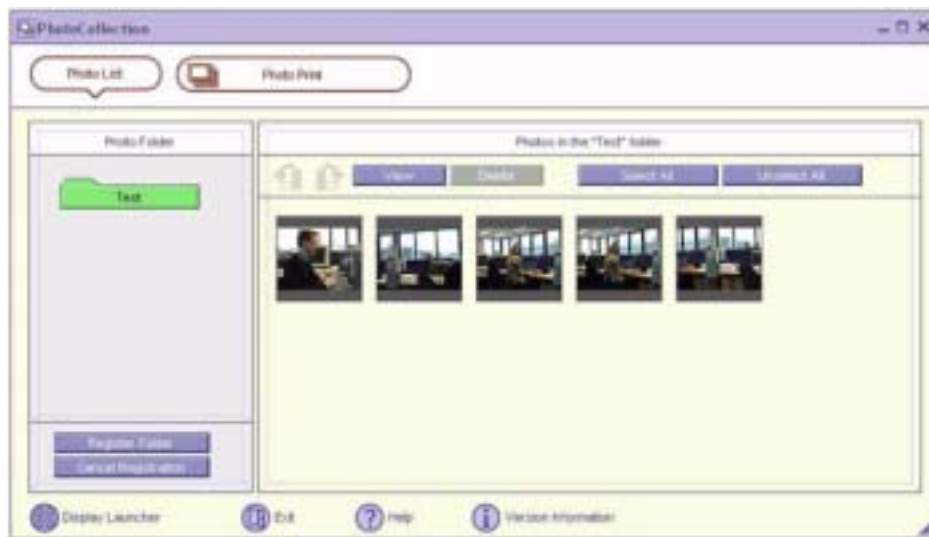 PhotoCollection
Photo List
Photo Print
Photo Folder
Photos in the "Test" folder
Test
View
Delete
Select All
Unselect All
Register Folder
Cancel Registration
Display Launcher
Exit
Help
Version Information